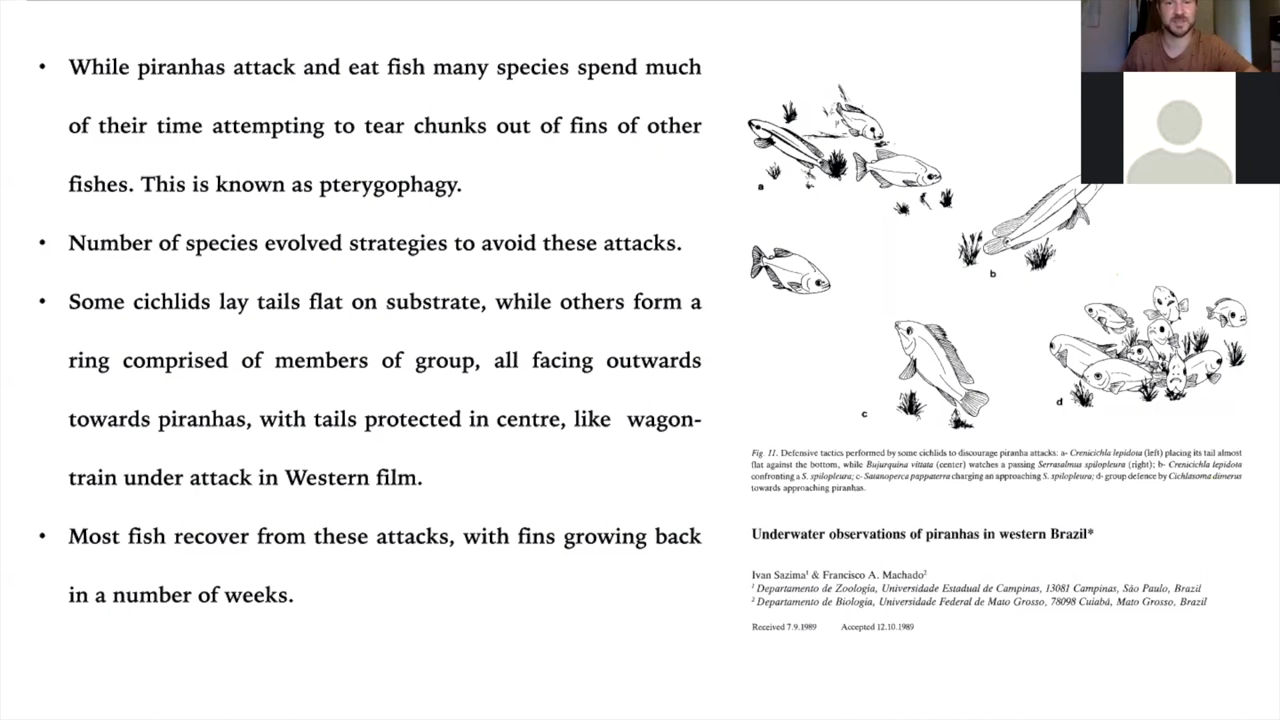 • While piranhas attack and eat fish many species spend much
of their time attempting to tear chunks out of fins of other
fishes. This is known as pterygophagy.
• Number of species evolved strategies to avoid these attacks.
• Some cichlids lay tails flat on substrate, while others form a
ring comprised of members of group, all facing outwards
towards piranhas, with tails protected in centre, like wagon-
train under attack in Western film.
• Most fish recover from these attacks, with fins growing back
in a number of weeks.
a
b
c
d
Fig. 11. Defensive tactics performed by some cichlids to discourage piranha attacks: a- Crenicichla lepidota (left) placing its tail almost
flat against the bottom, while Bujurquina vittata (center) watches a passing Serrasalmus spilopleura (right); b- Crenicichla lepidota
confronting a S. spilopleura; c- Satanoperca pappaterra charging an approaching S. spilopleura; d- group defence by Cichlasoma dimerus
towards approaching piranhas.
Underwater observations of piranhas in western Brazil*
Ivan Sazima¹ & Francisco A. Machado²
¹ Departamento de Zoologia, Universidade Estadual de Campinas, 13081 Campinas, São Paulo, Brazil
² Departamento de Biologia, Universidade Federal de Mato Grosso, 78098 Cuiabá, Mato Grosso, Brazil
Received 7.9.1989 Accepted 12.10.1989